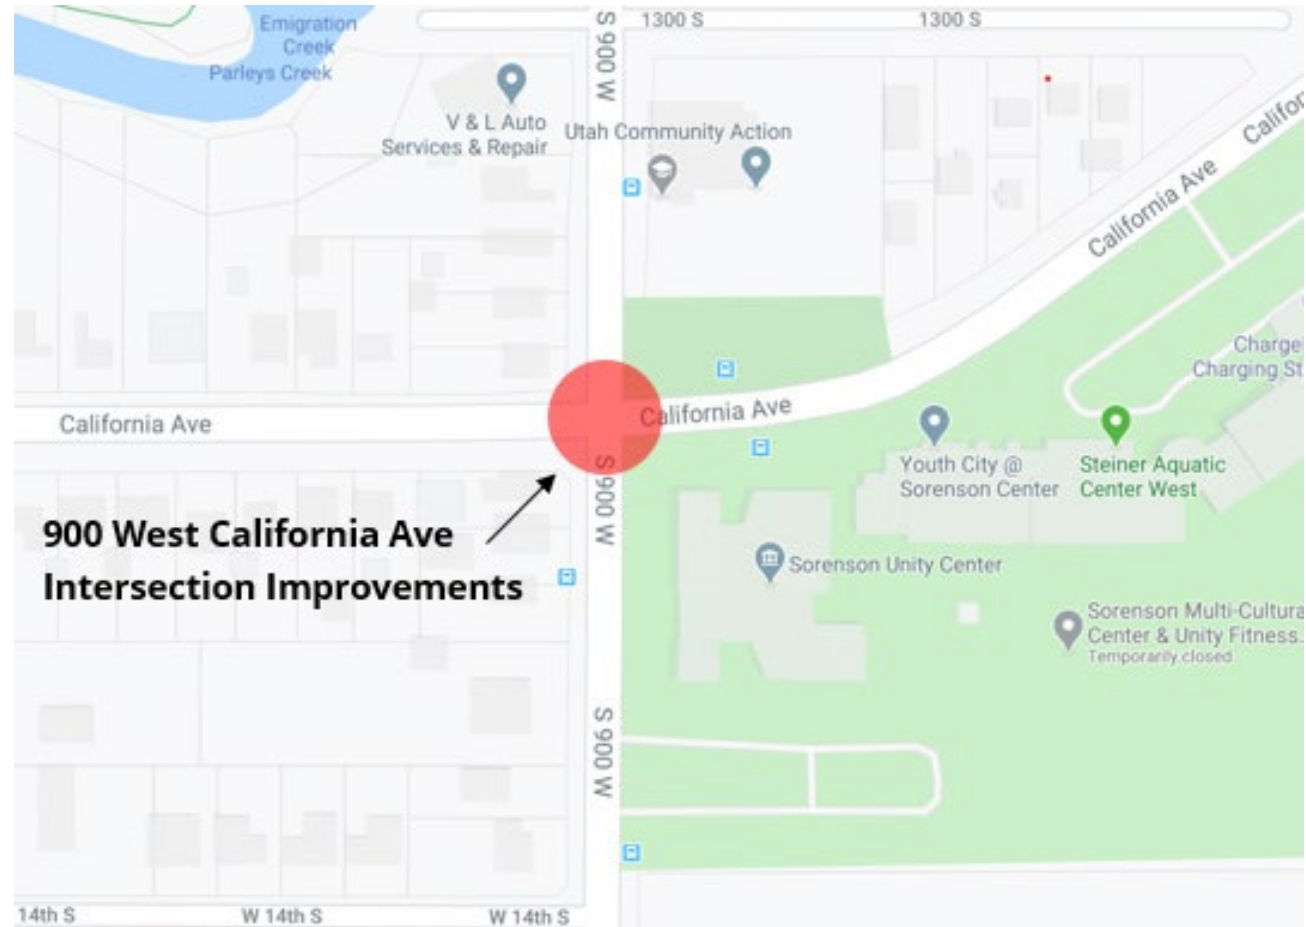 Emigration
Creek
Parleys Creek
S 900 W
1300 S
1300 S
V & L Auto
Services & Repair
Utah Community Action
California Ave
Califor
California Ave
California Ave
Charge
Charging St
Youth City @
Sorenson Center
Steiner Aquatic
Center West
S 900 W
900 West California Ave
Intersection Improvements
Sorenson Unity Center
Sorenson Multi-Cultura
Center & Unity Fitness...
Temporarily closed
S 900 W
14th S
W 14th S
W 14th S